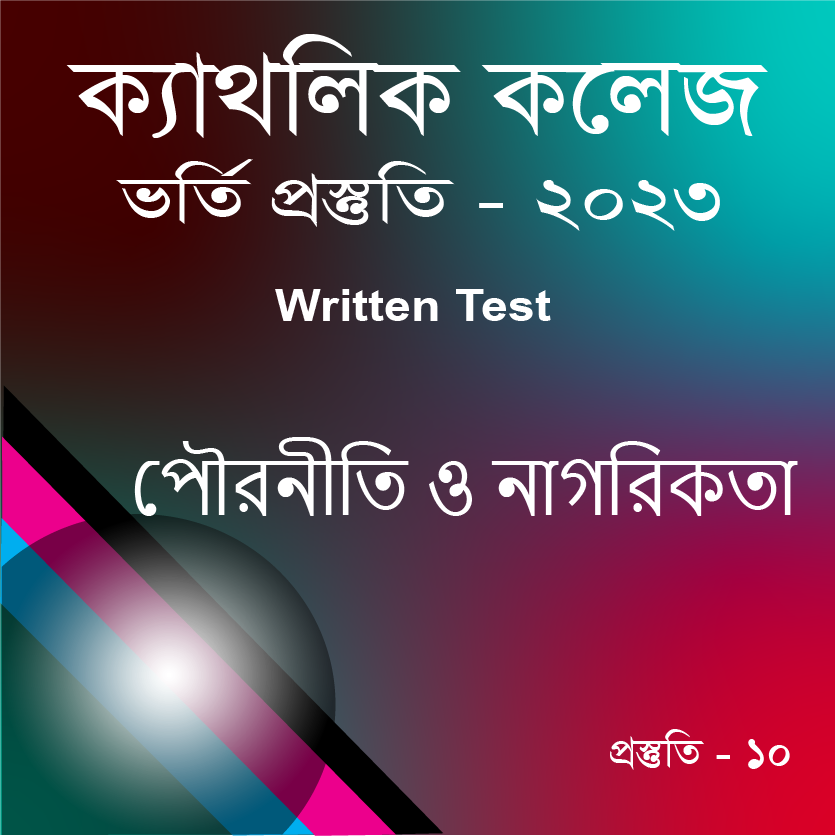 ক্যাথলিক কলেজ
ভর্তি প্রস্তুতি - ২০২৩
Written Test
পৌরনীতি ও নাগরিকতা
প্রস্তুতি - ১০